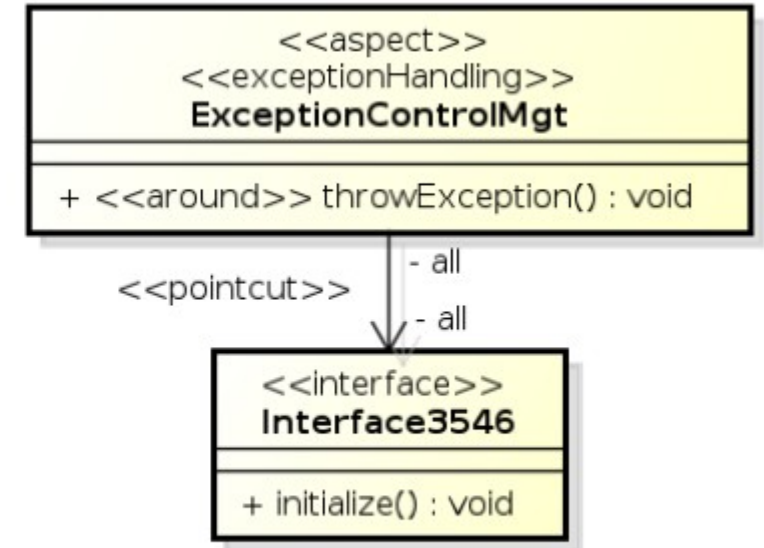 <<aspect>>
<<exceptionHandling>>
ExceptionControlMgt
+ <<around>> throwException() : void
- all
<<pointcut>>
- all
<<interface>>
Interface3546
+ initialize() : void